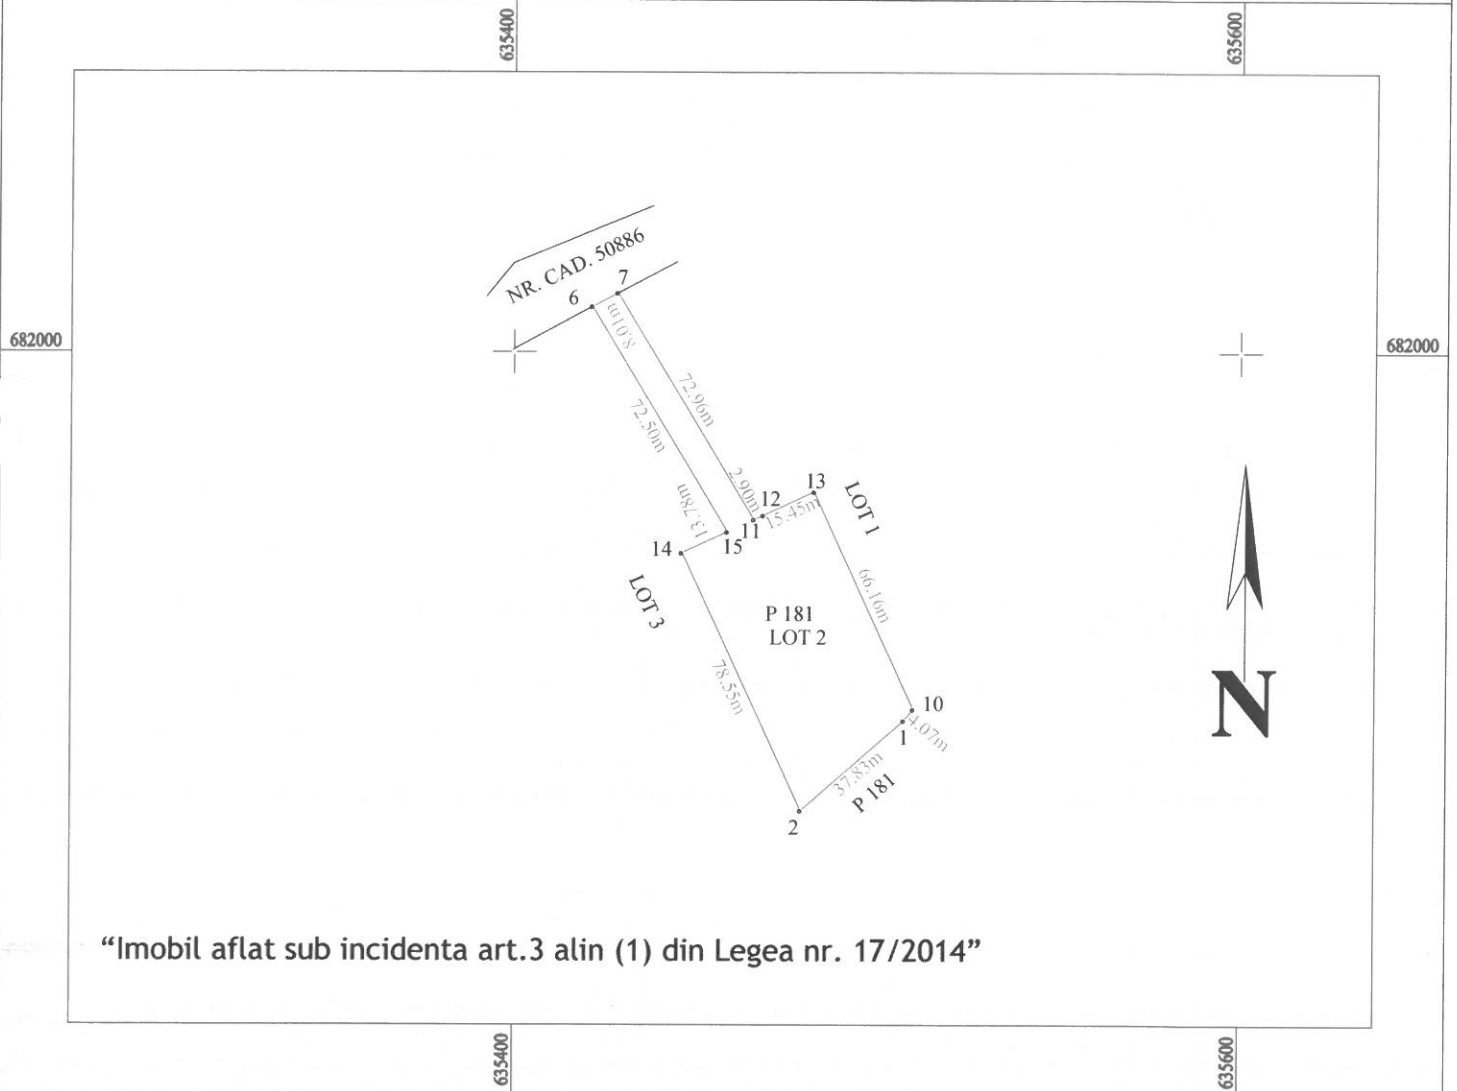 635400
635600
NR. CAD. 50886
7
6
682000
682000
8.01m
72.96m
72.50m
2.90m
13
12
LOT 1
15.45m
13.78m
11
15
14
66.16m
LOT 3
P 181
LOT 2
78.55m
10
1
4.07m
N
37.83m
P 181
2
“Imobil aflat sub incidenta art.3 alin (1) din Legea nr. 17/2014”
635400
635600